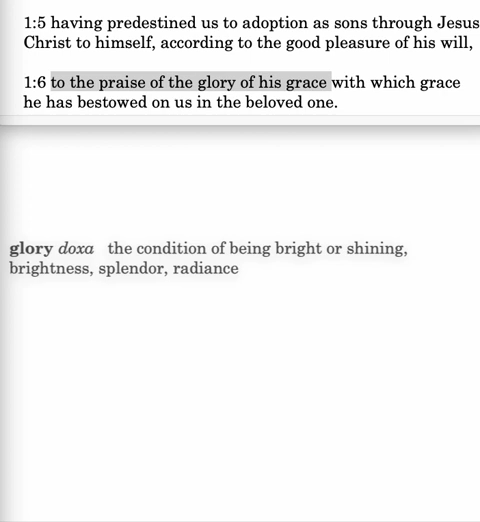 1:5 having predestined us to adoption as sons through Jesus
Christ to himself, according to the good pleasure of his will,
1:6 to the praise of the glory of his grace with which grace
he has bestowed on us in the beloved one.
glory doxa the condition of being bright or shining,
brightness, splendor, radiance